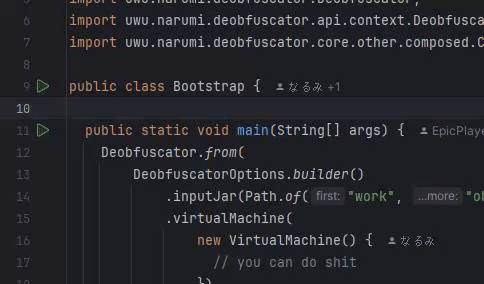 import uwu.narumi.deobfuscator.Deobfuscator;
6 import uwu.narumi.deobfuscator.api.context.Deobfusca
7 import uwu.narumi.deobfuscator.core.other.composed.C
8
9 public class Bootstrap { なるみ +1
10
11 public static void main(String[] args) { EpicPlaye
12 Deobfuscator.from(
13 DeobfuscatorOptions.builder()
14 .inputJar(Path.of( first: "work", ...more: "ob
15 .virtualMachine(
16 new VirtualMachine() { なるみ
17 // you can do shit
18 })